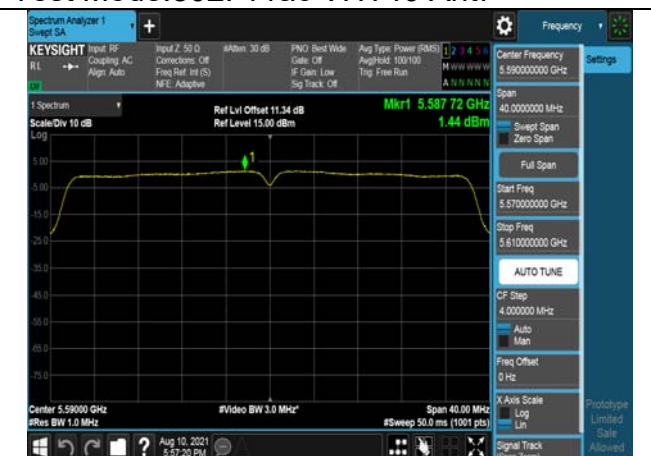 Spectrum Analyzer 1
Swept SA
+
Frequency
KEYSIGHT
RL
Input: RF
Coupling: AC
Align: Auto
Input Z: 50 Ω
Corrections: Off
Freq Ref: Int (S)
NFE: Adaptive
#Atten: 30 dB
PNO: Best Wide
Gate: Off
IF Gain: Low
Sig Track: Off
Avg Type: Power (RMS)
Avg|Hold: 100/100
Trig: Free Run
1 2 3 4 5 6
M W W W W W
A N N N N N
1 Spectrum
Scale/Div 10 dB
Log
Ref Lvl Offset 11.34 dB
Ref Level 15.00 dBm
Mkr1 5.587 72 GHz
1.44 dBm
1
5.00
-5.00
-15.0
-25.0
-35.0
-45.0
-55.0
-65.0
-75.0
Center 5.59000 GHz
#Res BW 1.0 MHz
#Video BW 3.0 MHz*
Span 40.00 MHz
#Sweep 50.0 ms (1001 pts)
Aug 10, 2021
5:57:20 PM
Center Frequency
5.590000000 GHz
Settings
Span
40.0000000 MHz
Swept Span
Zero Span
Full Span
Start Freq
5.570000000 GHz
Stop Freq
5.610000000 GHz
AUTO TUNE
CF Step
4.000000 MHz
Auto
Man
Freq Offset
0 Hz
X Axis Scale
Log
Lin
Signal Track
Prototype
Limited
Sale
Allowed